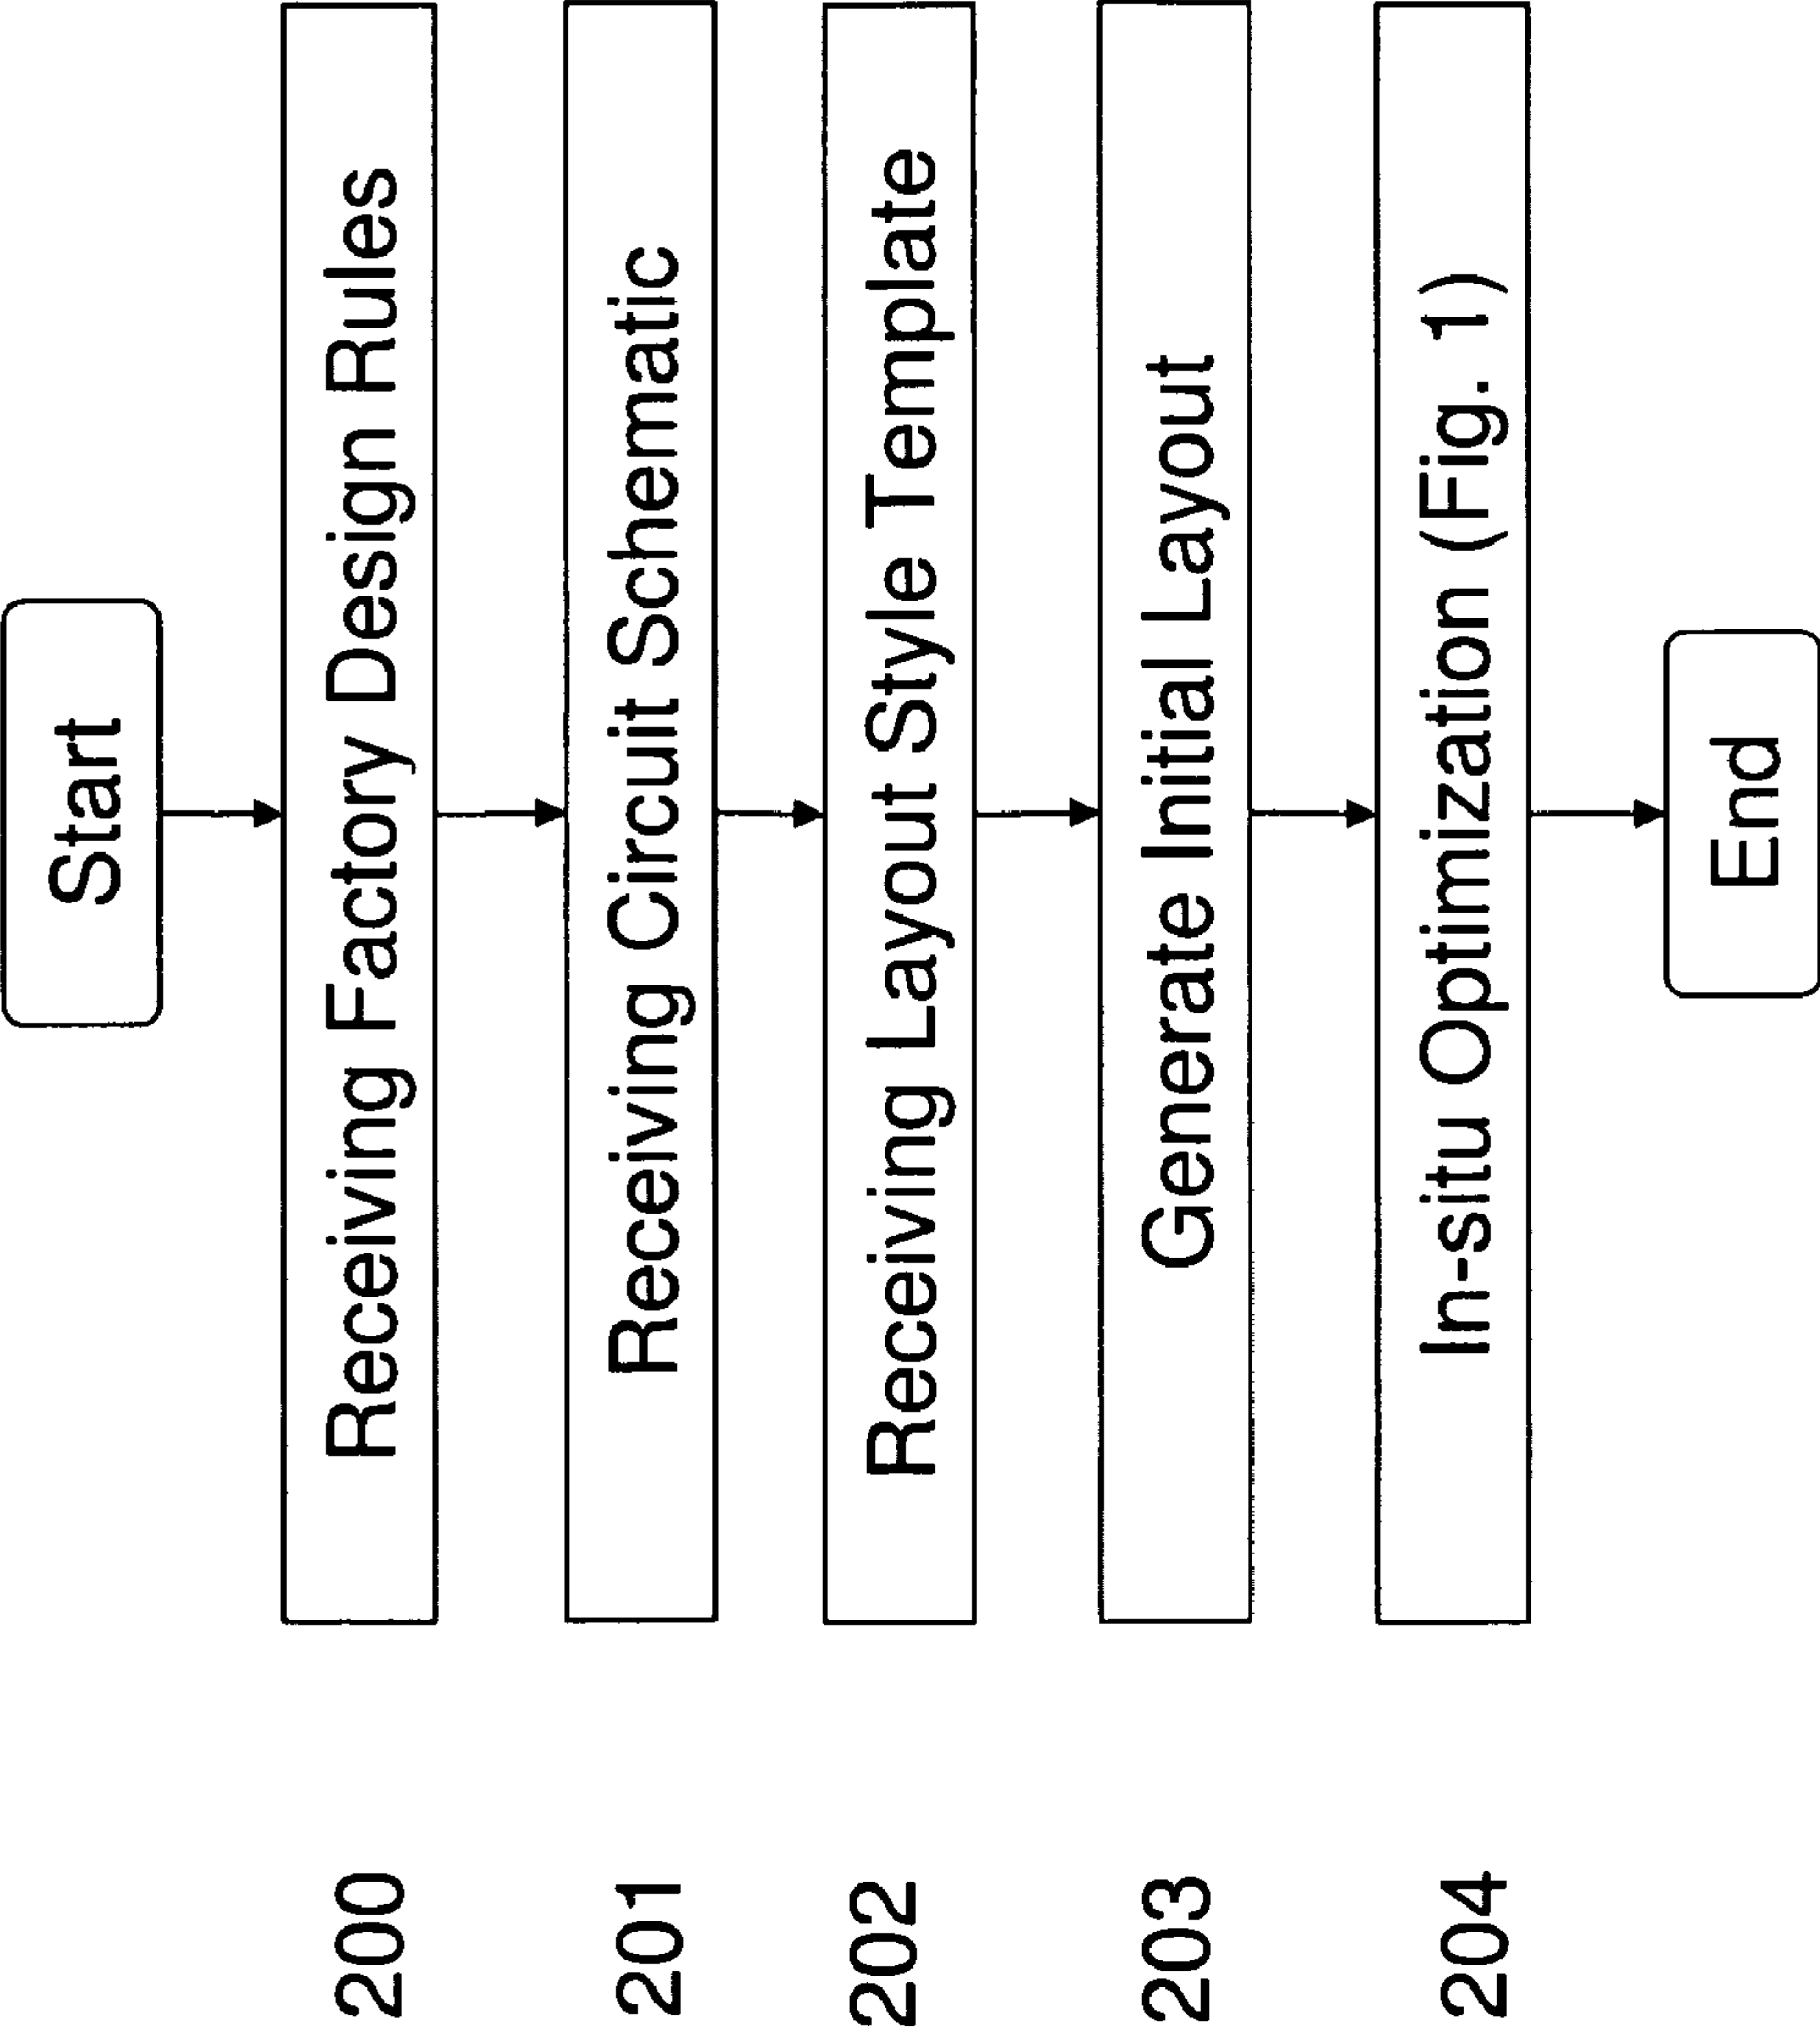 Start
200 Receiving Factory Design Rules
201 Receiving Circuit Schematic
202 Receiving Layout Style Template
203 Generate Initial Layout
204 In-situ Optimization (Fig. 1)
End